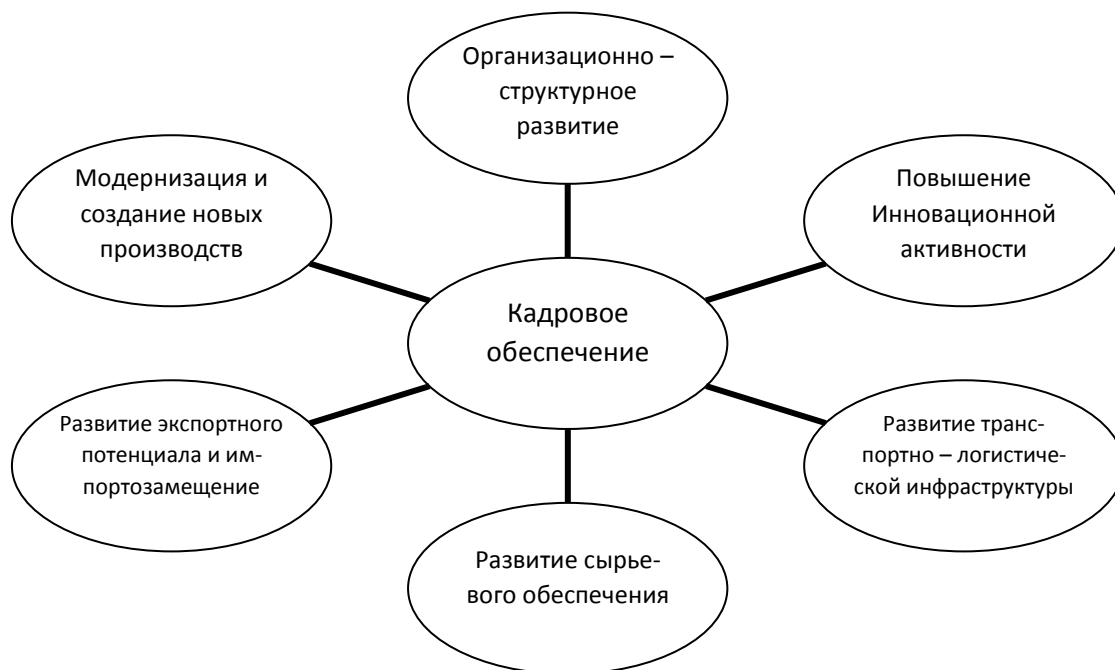 Организационно –
структурное
развитие
Модернизация и
создание новых
производств
Повышение
Инновационной
активности
Кадровое
обеспечение
Развитие экспортного
потенциала и им-
портозамещение
Развитие транс-
портно – логистиче-
ской инфраструктуры
Развитие сырье-
вого обеспечения